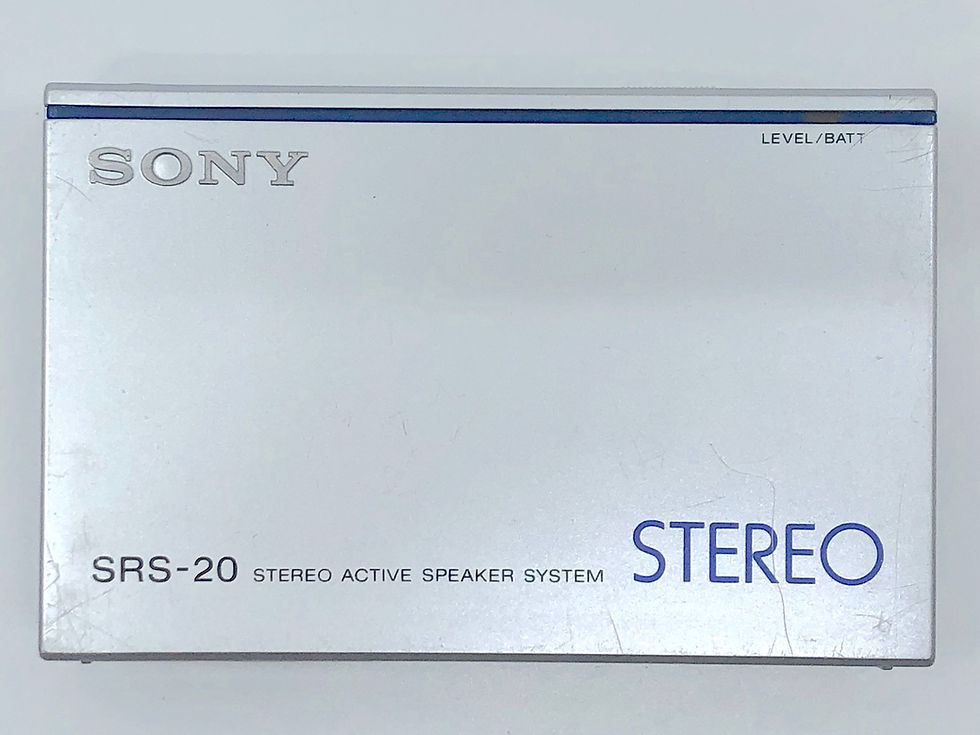 LEVEL/BATT
SONY
SRS-20 STEREO ACTIVE SPEAKER SYSTEM
STEREO